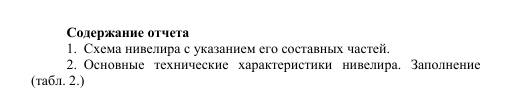 Содержание отчета
1. Схема нивелира с указанием его составных частей.
2. Основные технические характеристики нивелира. Заполнение
(табл. 2.)